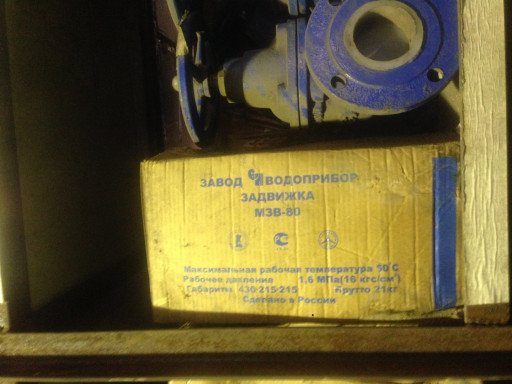 ЗАВОД ВОДОПРИБОР
ЗАДВИЖКА
МЗВ-80
Максимальная рабочая температура 50°С
Рабочее давление 1,6 МПа(16 кгс/см²)
Габариты 430·215·215 Брутто 21кг
Сделано в России